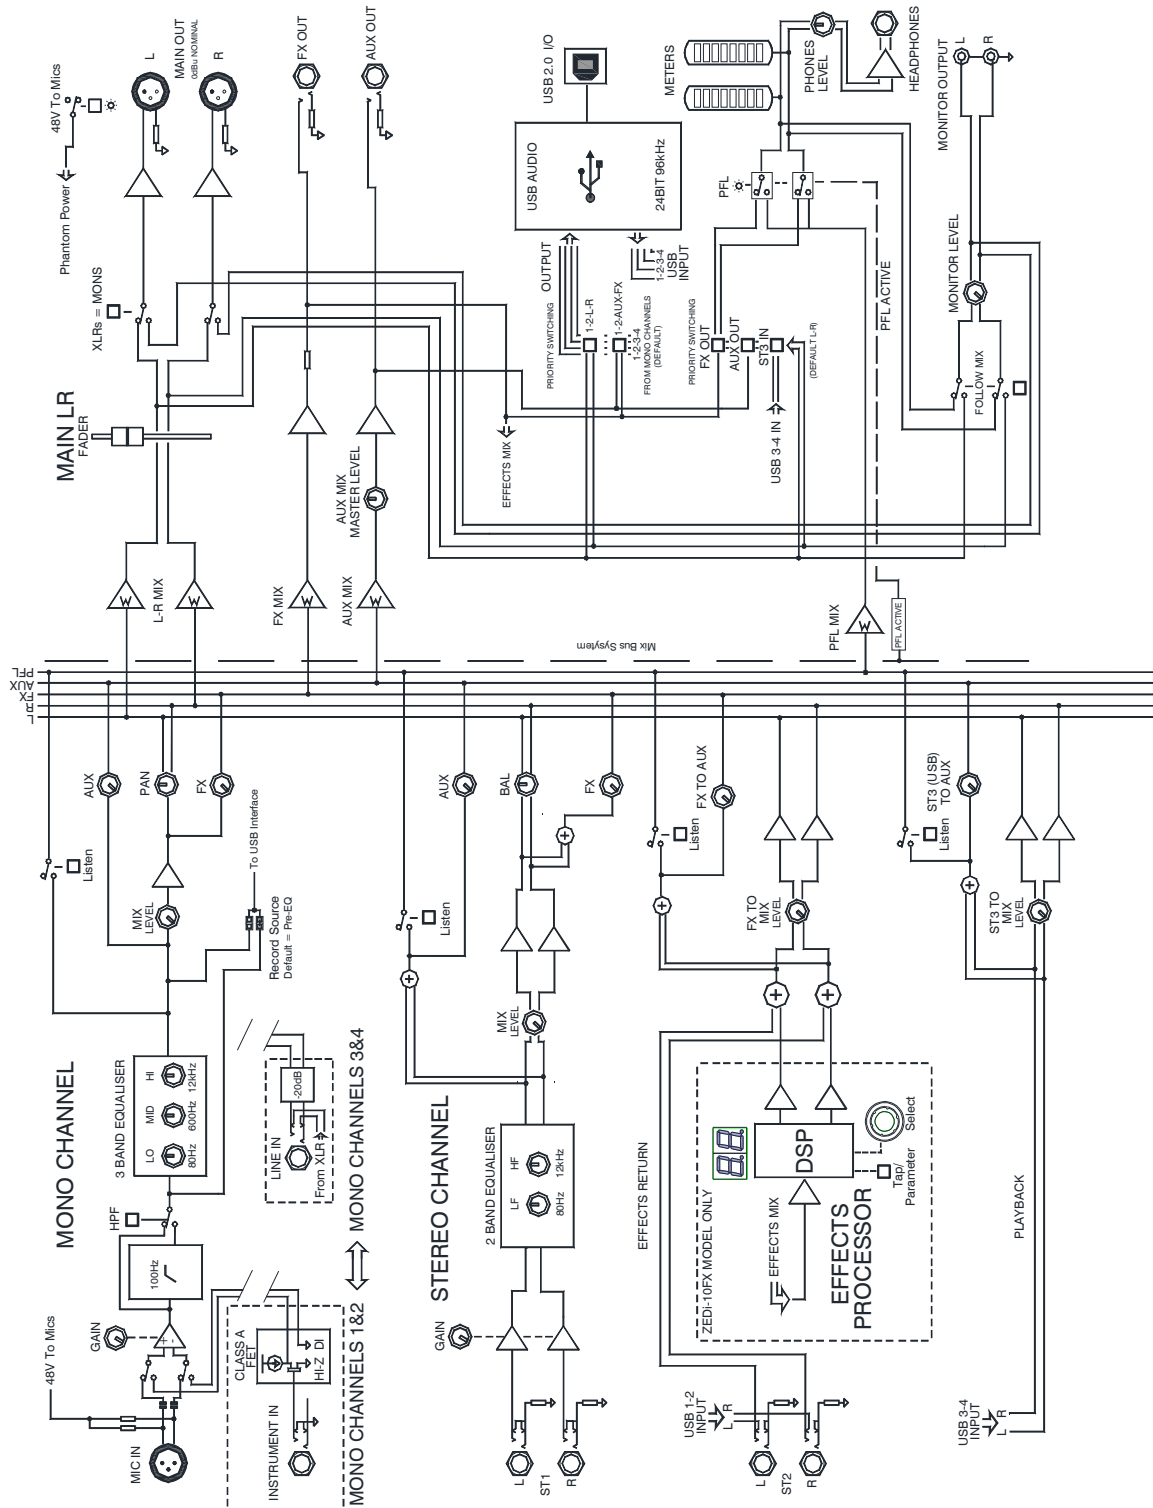 48V To Mics
MIC IN
GAIN
100Hz
HPF
MONO CHANNEL
3 BAND EQUALISER
LO
MID
HI
80Hz
600Hz
12kHz
Listen
MIX
LEVEL
AUX
PAN
FX
To USB Interface
Record Source
Default = Pre-EQ
INSTRUMENT IN
CLASS A
FET
HI-Z DI
MONO CHANNELS 1&2
MONO CHANNELS 3&4
LINE IN
From XLR
-20dB
STEREO CHANNEL
L
ST1
R
GAIN
2 BAND EQUALISER
LF
HF
80Hz
12kHz
MIX
LEVEL
Listen
AUX
BAL
FX
EFFECTS RETURN
USB 1-2
INPUT
L R
L
ST2
R
ZEDi-10FX MODEL ONLY
EFFECTS MIX
DSP
EFFECTS
PROCESSOR
Tap/
Parameter
Select
FX TO
MIX
LEVEL
Listen
FX TO AUX
USB 3-4
INPUT
L R
PLAYBACK
ST3 TO
MIX
LEVEL
Listen
ST3 (USB)
TO AUX
L
R
FX
AUX
PFL
Mix Bus Sysytem
L-R MIX
FX MIX
AUX MIX
PFL MIX
PFL ACTIVE
MAIN LR
FADER
AUX MIX
MASTER LEVEL
EFFECTS MIX
XLRs = MONS
Phantom Power
48V To Mics
L
MAIN OUT
0dBu NOMINAL
R
FX OUT
AUX OUT
USB 2.0 I/O
USB AUDIO
24BIT 96kHz
OUTPUT
1-2-3-4
USB
INPUT
PRIORITY SWITCHING
1-2-L-R
1-2-AUX-FX
1-2-3-4
FROM MONO CHANNELS
(DEFAULT)
PRIORITY SWITCHING
FX OUT
AUX OUT
ST3 IN
USB 3-4 IN
(DEFAULT L-R)
METERS
PFL
PFL ACTIVE
PHONES
LEVEL
HEADPHONES
MONITOR OUTPUT
L
R
MONITOR LEVEL
FOLLOW MIX